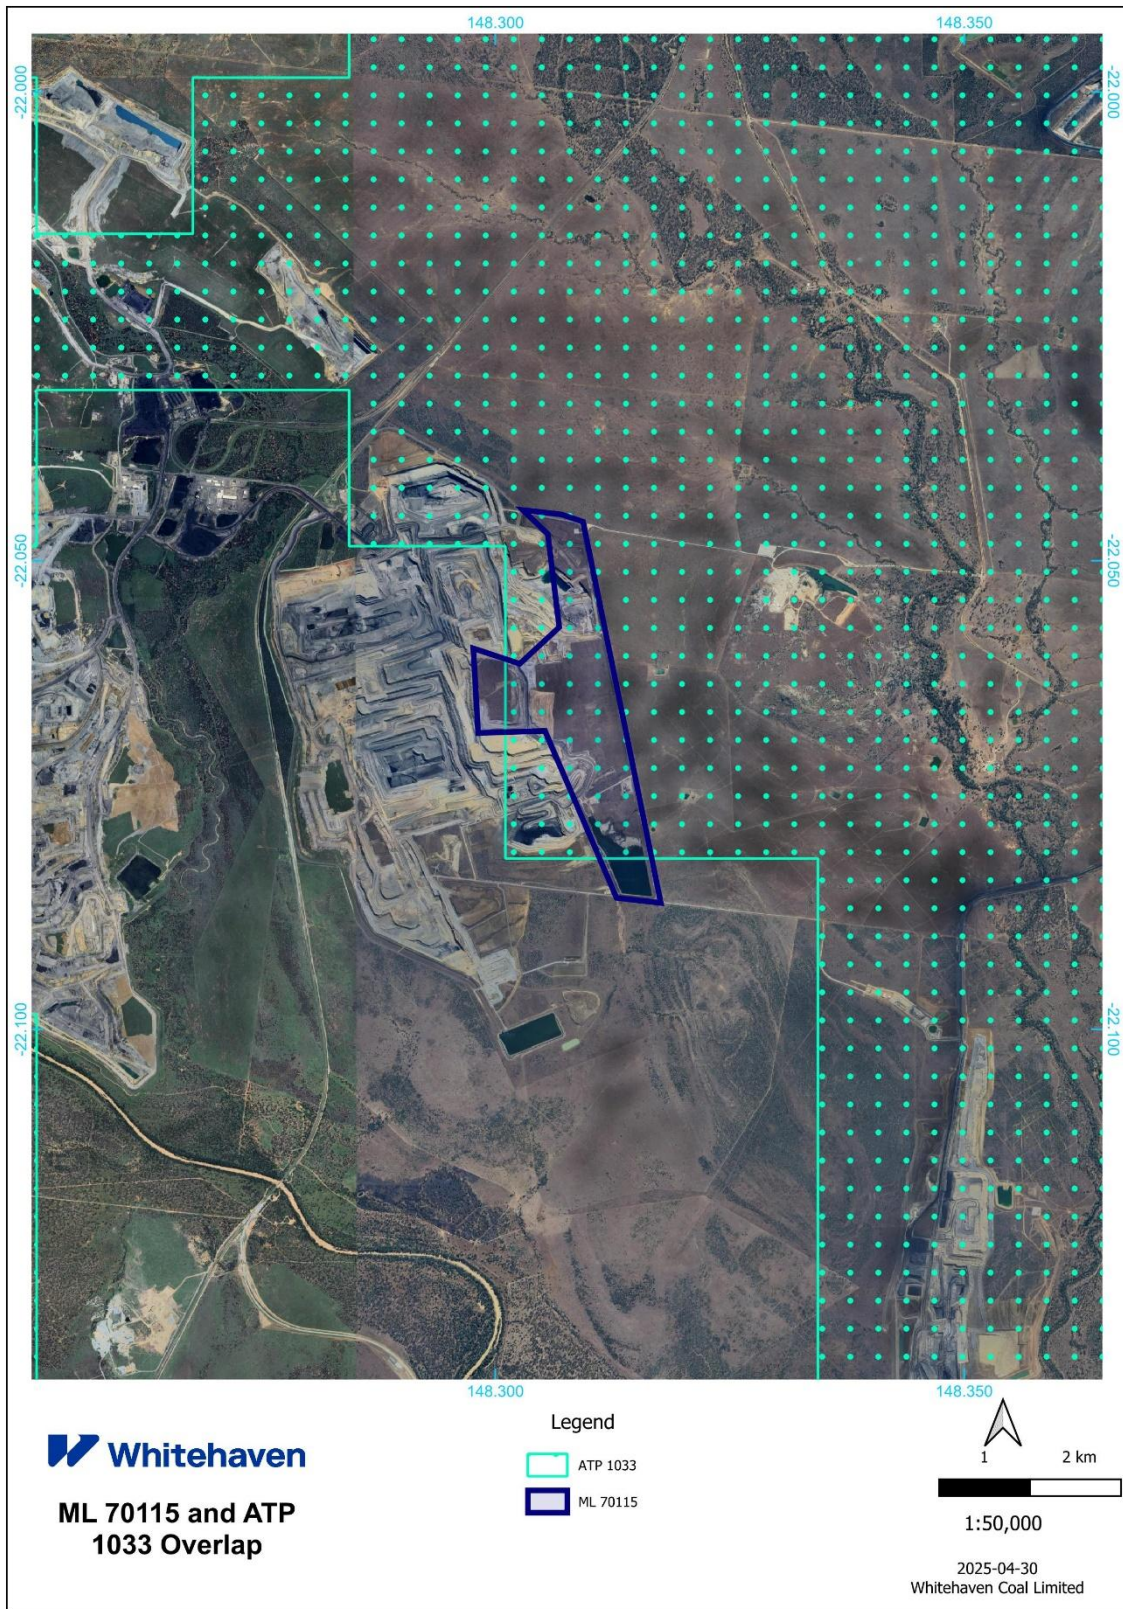 148.300
148.350
-22.000
-22.000
-22.050
-22.050
-22.100
-22.100
148.300
148.350
Whitehaven
ML 70115 and ATP
1033 Overlap
Legend
ATP 1033
ML 70115
1 2 km
1:50,000
2025-04-30
Whitehaven Coal Limited